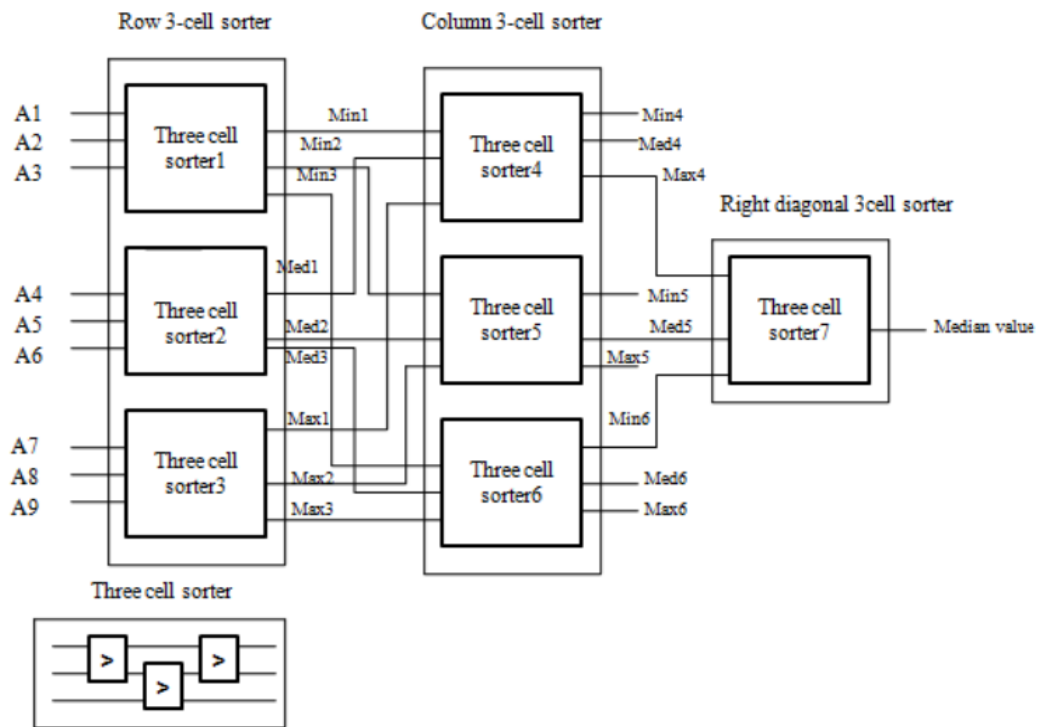 Row 3-cell sorter
Column 3-cell sorter
A1
A2
A3
Three cell
sorter1
Min1
Min2
Min3
Three cell
sorter4
Min4
Med4
Max4
Right diagonal 3cell sorter
A4
A5
A6
Three cell
sorter2
Med1
Med2
Med3
Three cell
sorter5
Min5
Med5
Max5
Three cell
sorter7
Median value
A7
A8
A9
Three cell
sorter3
Max1
Max2
Max3
Three cell
sorter6
Min6
Med6
Max6
Three cell sorter
>
>
>